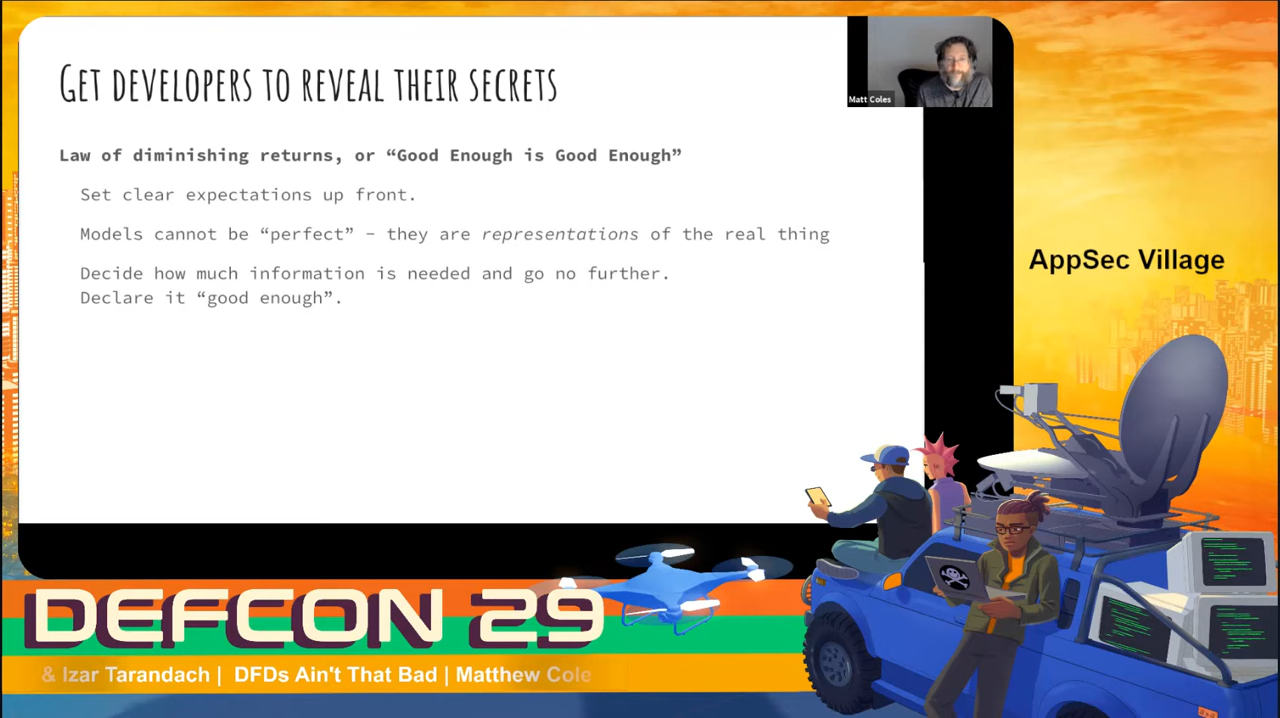 Get developers to reveal their secrets
Matt Coles
Law of diminishing returns, or “Good Enough is Good Enough”
Set clear expectations up front.
Models cannot be “perfect” – they are representations of the real thing
Decide how much information is needed and go no further.
Declare it “good enough”.
AppSec Village
DEFCON 29
& Izar Tarandach | DFDs Ain't That Bad | Matthew Cole